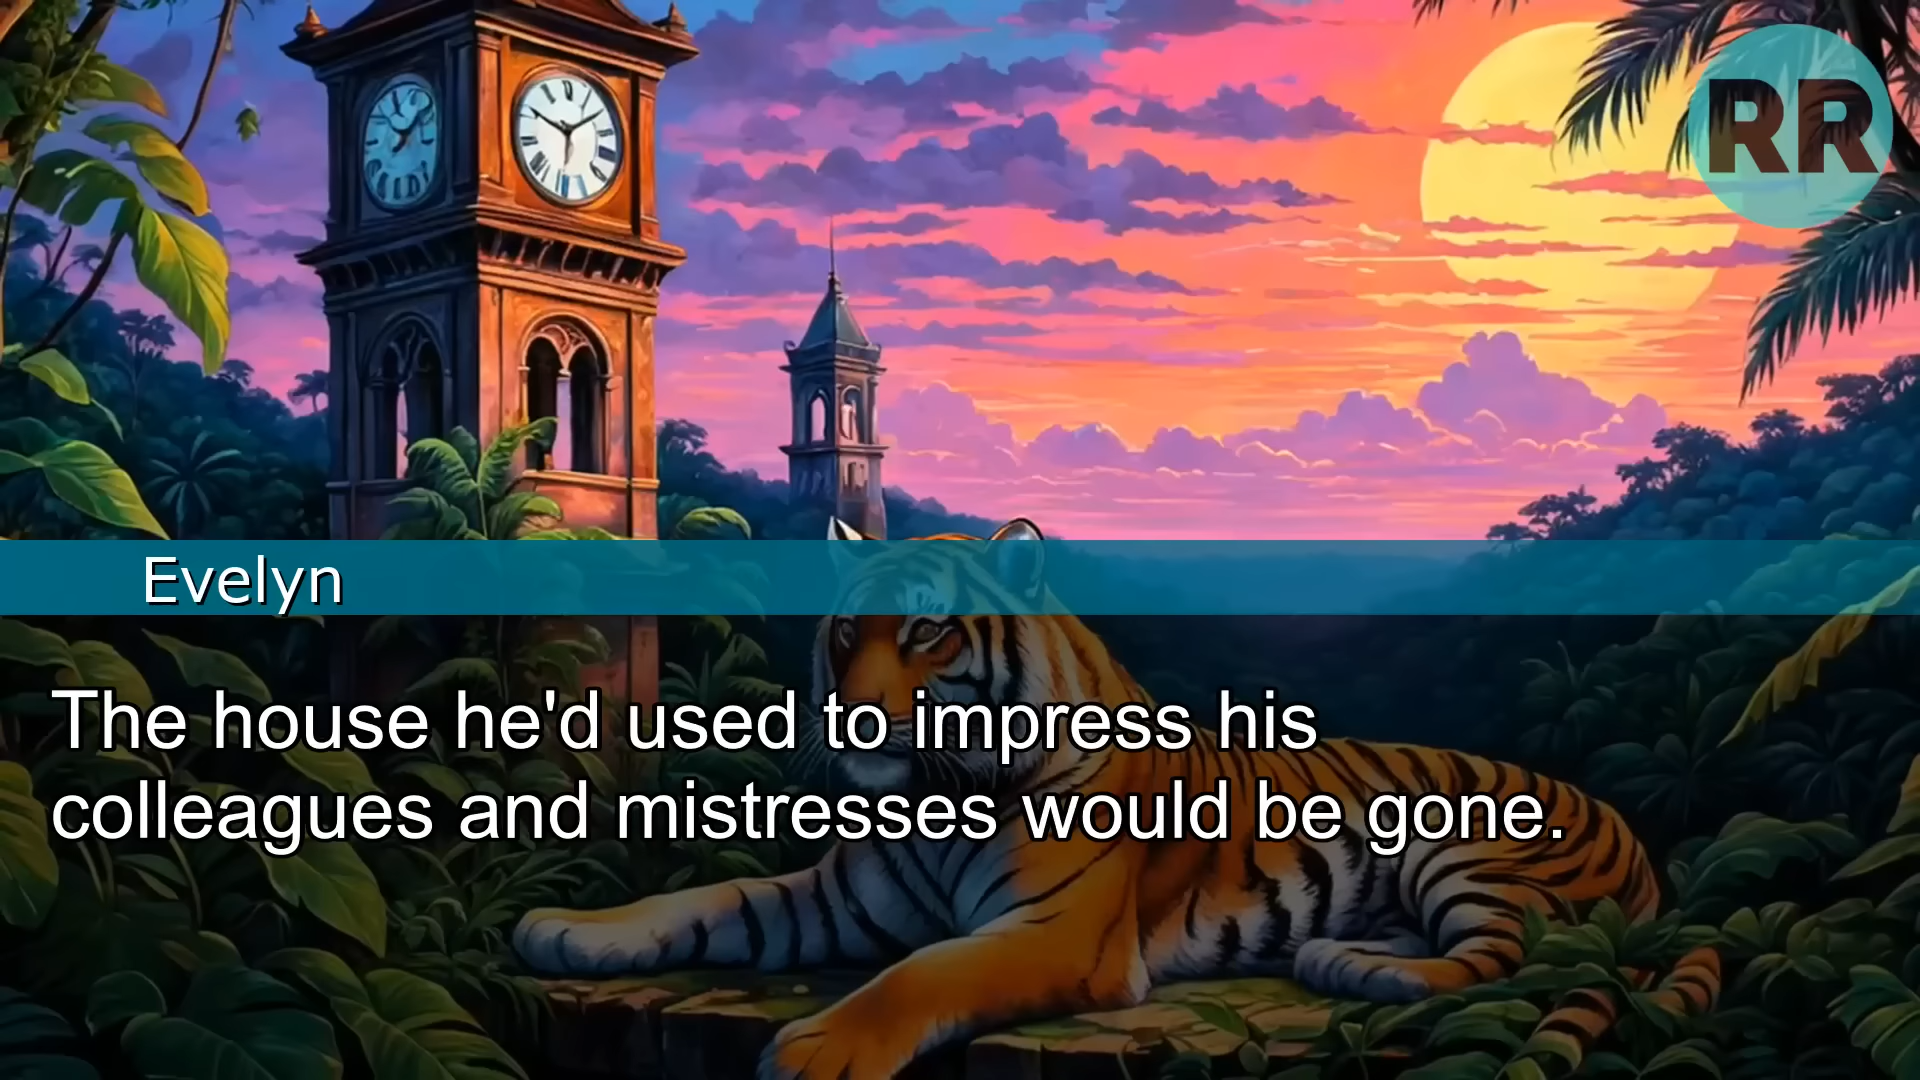 RR
Evelyn
The house he'd used to impress his
colleagues and mistresses would be gone.